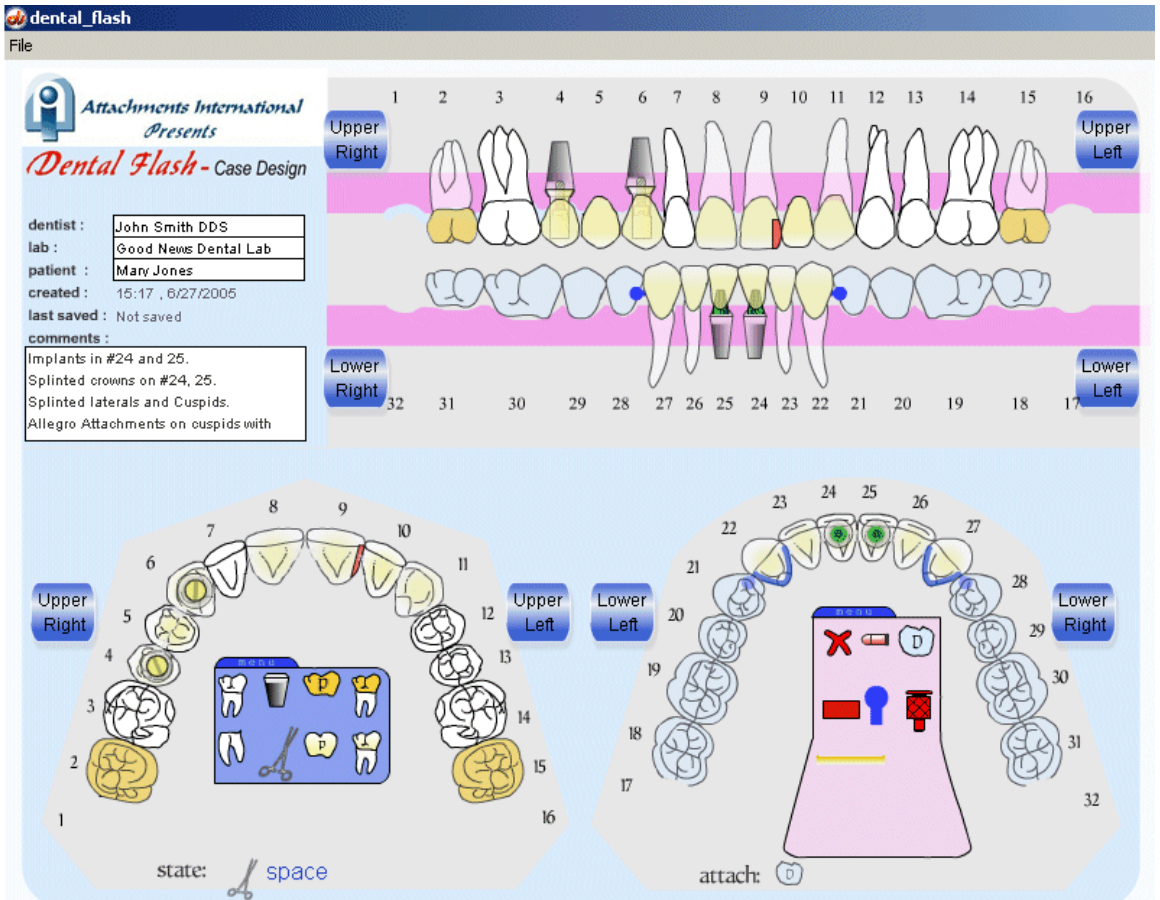 dental_flash
File
Attachments International
Presents
Dental Flash - Case Design
dentist : John Smith DDS
lab : Good News Dental Lab
patient : Mary Jones
created : 15:17 , 6/27/2005
last saved : Not saved
comments :
Implants in #24 and 25.
Splinted crowns on #24, 25.
Splinted laterals and Cuspids.
Allegro Attachments on cuspids with
1 2 3 4 5 6 7 8 9 10 11 12 13 14 15 16
Upper Right
Upper Left
Lower Right
Lower Left
32 31 30 29 28 27 26 25 24 23 22 21 20 19 18 17
8 9
7 10
6 11
5 12
4 13
3 14
2 15
1 16
Upper Right
Upper Left
menu
p
p
state: space
24 25
23 26
22 27
21 28
20 29
19 30
18 31
17 32
Lower Left
Lower Right
menu
D
attach: D